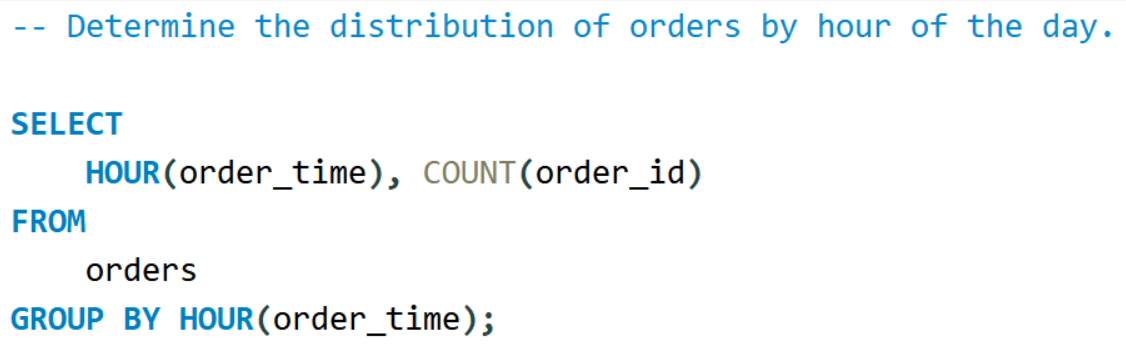 -- Determine the distribution of orders by hour of the day.
SELECT
    HOUR(order_time), COUNT(order_id)
FROM
    orders
GROUP BY HOUR(order_time);